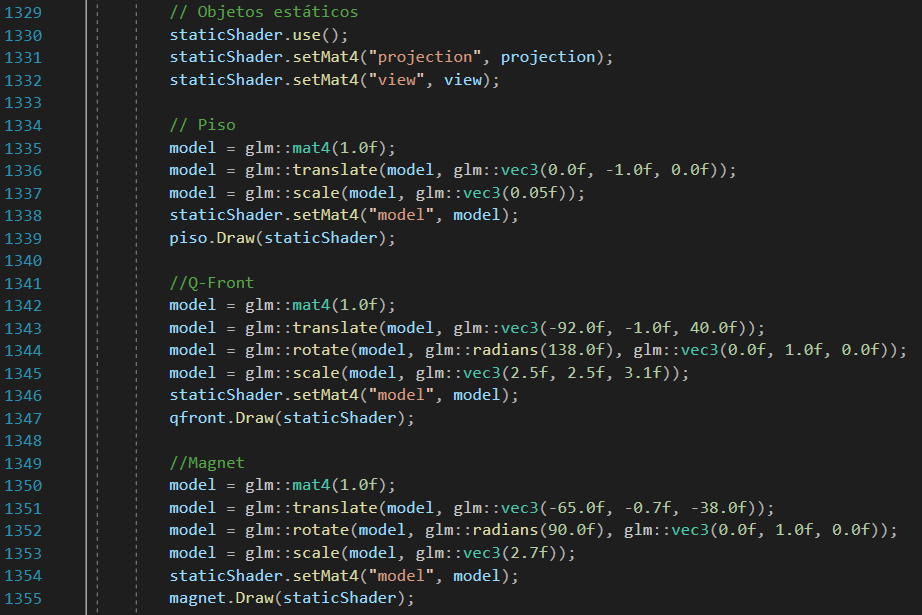 1329 // Objetos estáticos
1330 staticShader.use();
1331 staticShader.setMat4("projection", projection);
1332 staticShader.setMat4("view", view);
1333
1334 // Piso
1335 model = glm::mat4(1.0f);
1336 model = glm::translate(model, glm::vec3(0.0f, -1.0f, 0.0f));
1337 model = glm::scale(model, glm::vec3(0.05f));
1338 staticShader.setMat4("model", model);
1339 piso.Draw(staticShader);
1340
1341 //Q-Front
1342 model = glm::mat4(1.0f);
1343 model = glm::translate(model, glm::vec3(-92.0f, -1.0f, 40.0f));
1344 model = glm::rotate(model, glm::radians(138.0f), glm::vec3(0.0f, 1.0f, 0.0f));
1345 model = glm::scale(model, glm::vec3(2.5f, 2.5f, 3.1f));
1346 staticShader.setMat4("model", model);
1347 qfront.Draw(staticShader);
1348
1349 //Magnet
1350 model = glm::mat4(1.0f);
1351 model = glm::translate(model, glm::vec3(-65.0f, -0.7f, -38.0f));
1352 model = glm::rotate(model, glm::radians(90.0f), glm::vec3(0.0f, 1.0f, 0.0f));
1353 model = glm::scale(model, glm::vec3(2.7f));
1354 staticShader.setMat4("model", model);
1355 magnet.Draw(staticShader);